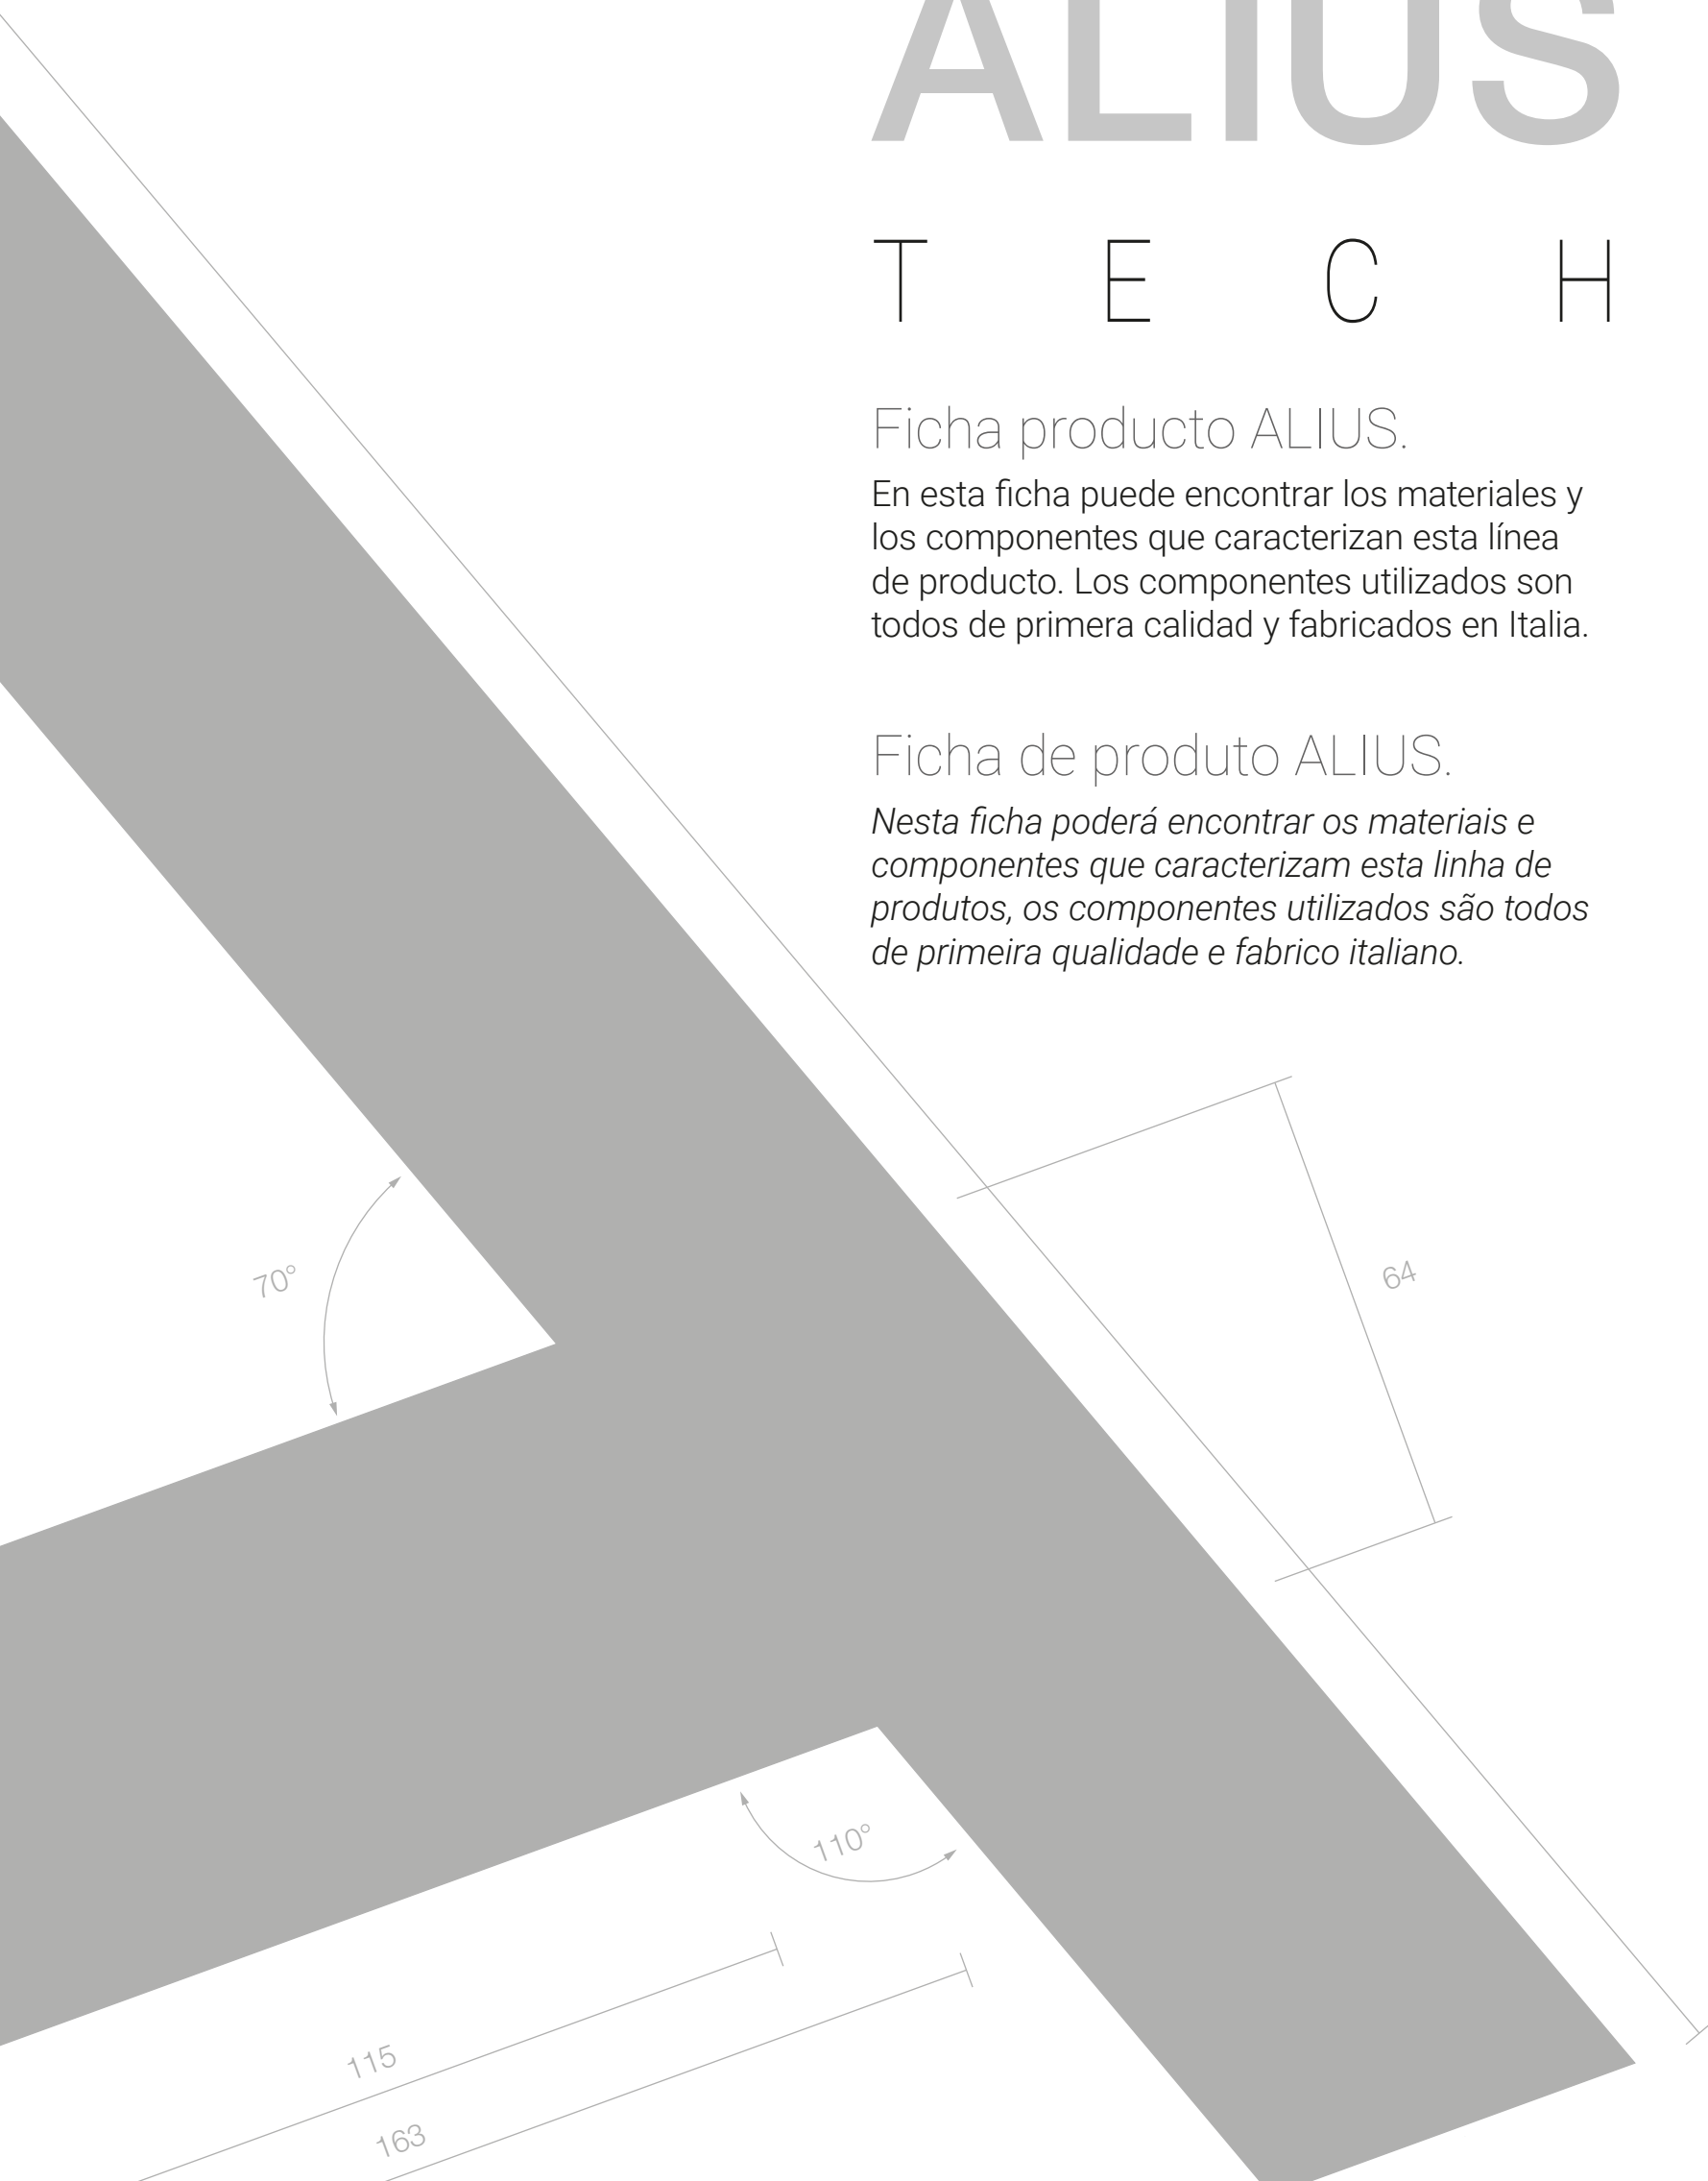 ALIUS
TECH
Ficha producto ALIUS.
En esta ficha puede encontrar los materiales y
los componentes que caracterizan esta línea
de producto. Los componentes utilizados son
todos de primera calidad y fabricados en Italia.
Ficha de produto ALIUS.
Nesta ficha poderá encontrar os materiais e
componentes que caracterizam esta linha de
produtos, os componentes utilizados são todos
de primeira qualidade e fabrico italiano.
70°
64
110°
115
163